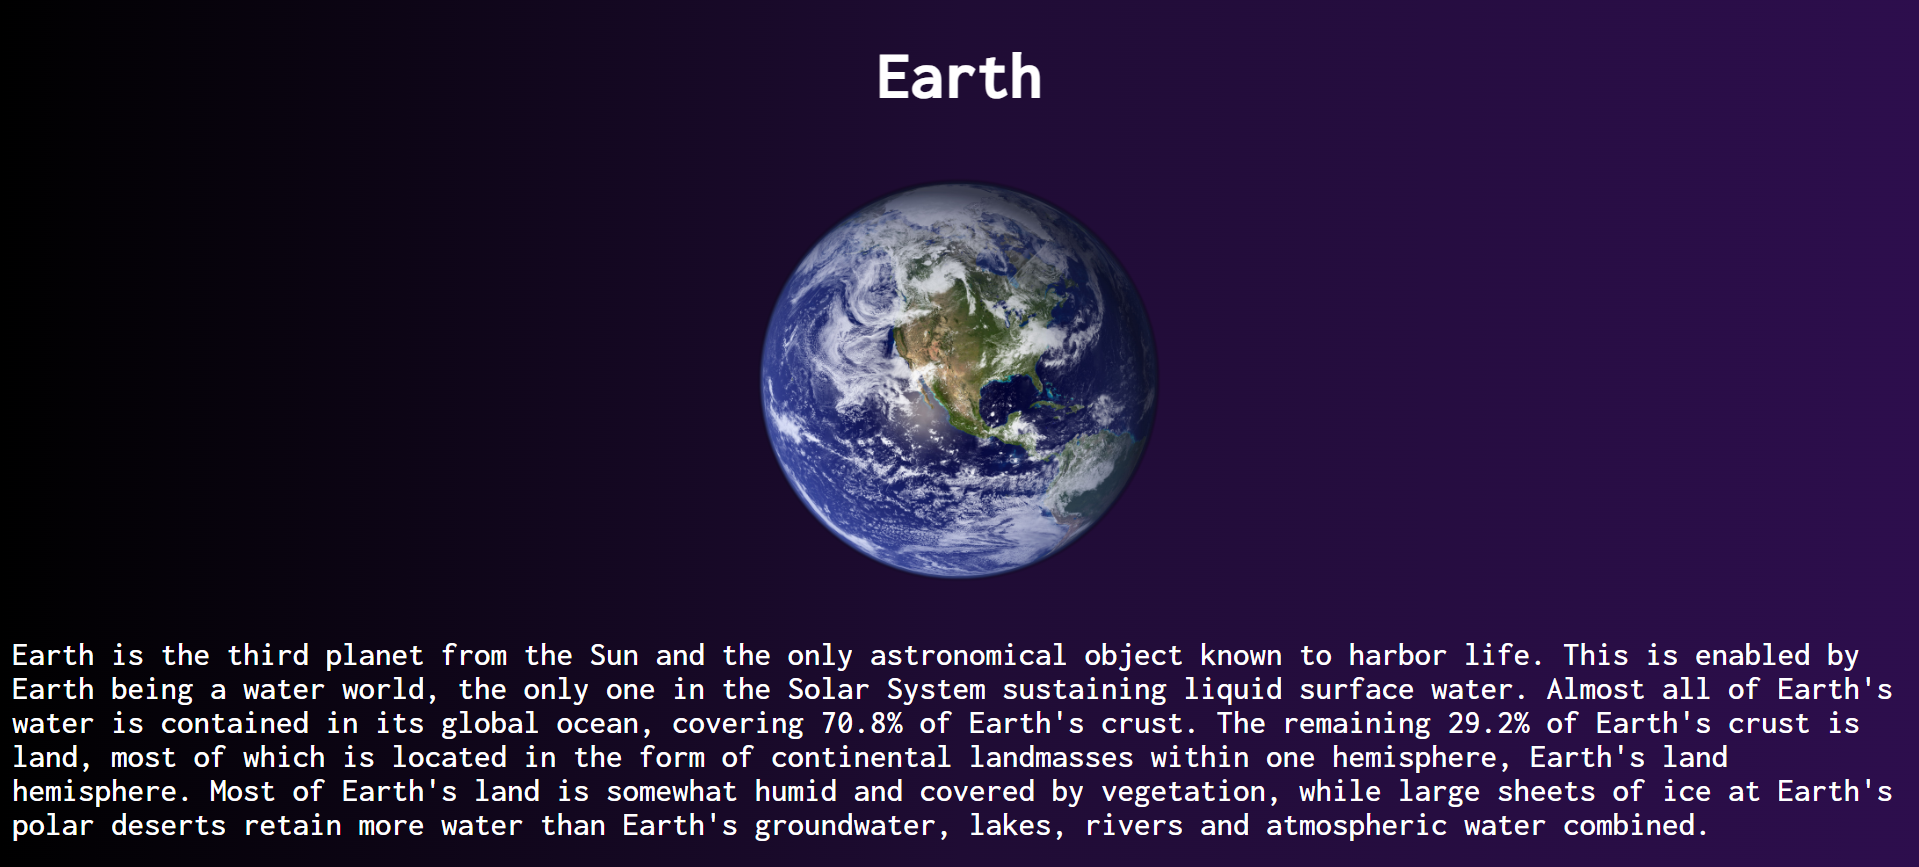 Earth
Earth is the third planet from the Sun and the only astronomical object known to harbor life. This is enabled by
Earth being a water world, the only one in the Solar System sustaining liquid surface water. Almost all of Earth's
water is contained in its global ocean, covering 70.8% of Earth's crust. The remaining 29.2% of Earth's crust is
land, most of which is located in the form of continental landmasses within one hemisphere, Earth's land
hemisphere. Most of Earth's land is somewhat humid and covered by vegetation, while large sheets of ice at Earth's
polar deserts retain more water than Earth's groundwater, lakes, rivers and atmospheric water combined.